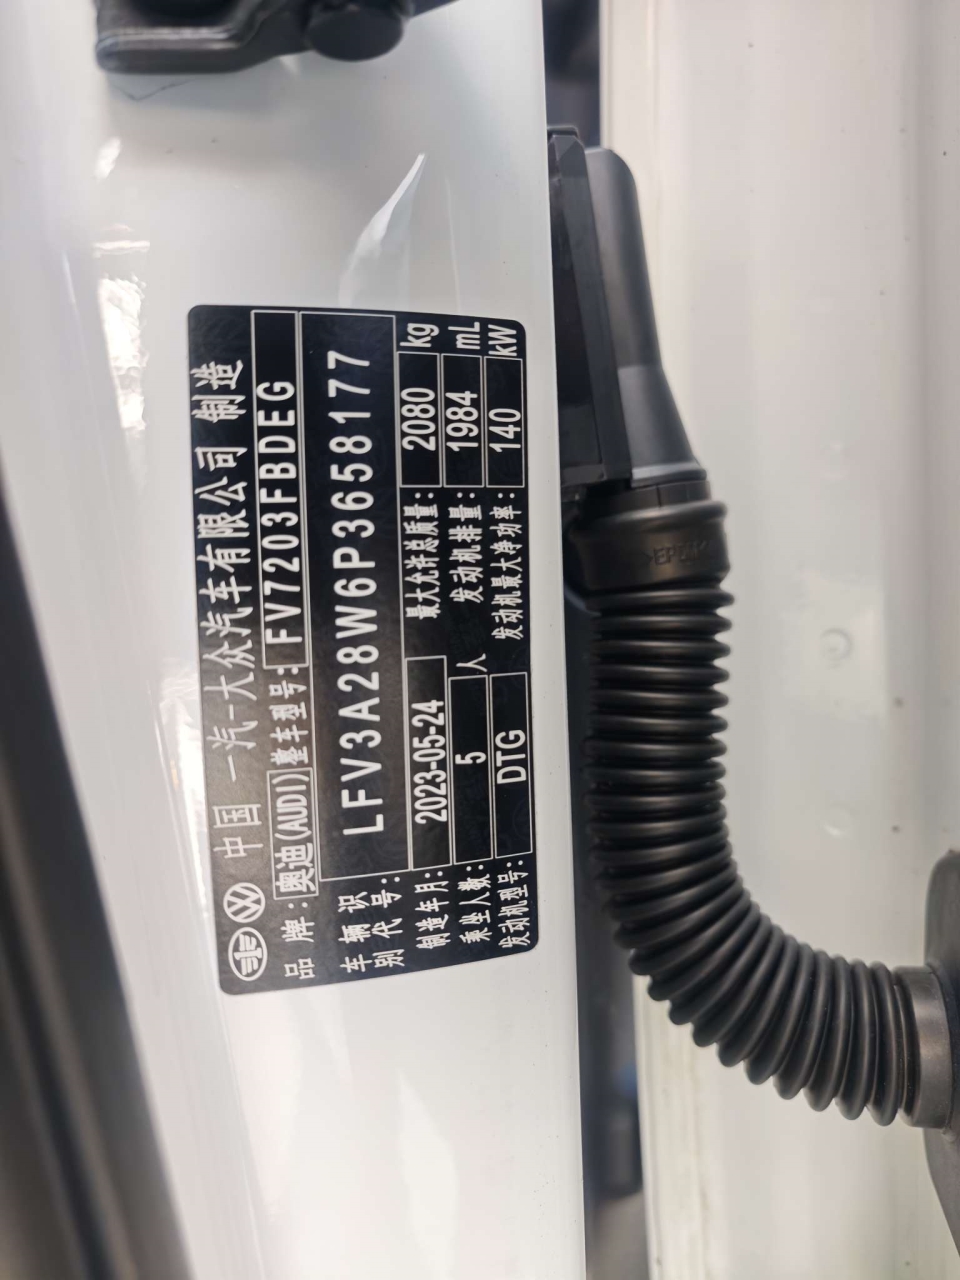 中国 一汽-大众汽车有限公司 制造
品牌:奥迪(AUDI) 整车型号:FV7203FBDEG
车辆识别代号: LFV3A28W6P3658177
制造年月: 2023-05-24 最大允许总质量: 2080 kg
乘坐人数: 5 人 发动机排量: 1984 mL
发动机型号: DTG 发动机最大净功率: 140 kW